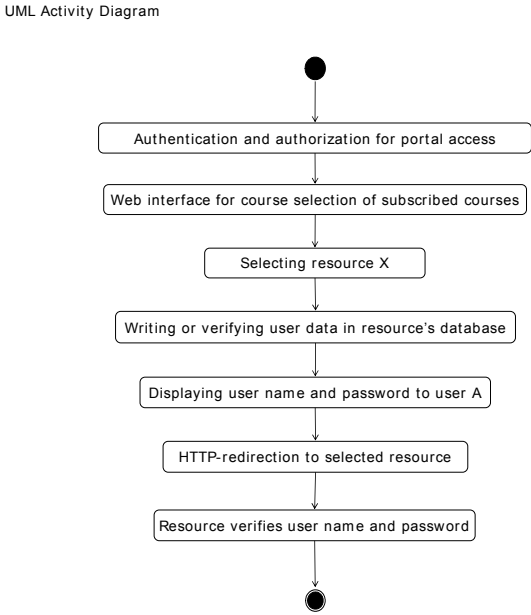 UML Activity Diagram
Authentication and authorization for portal access
Web interface for course selection of subscribed courses
Selecting resource X
Writing or verifying user data in resource's database
Displaying user name and password to user A
HTTP-redirection to selected resource
Resource verifies user name and password